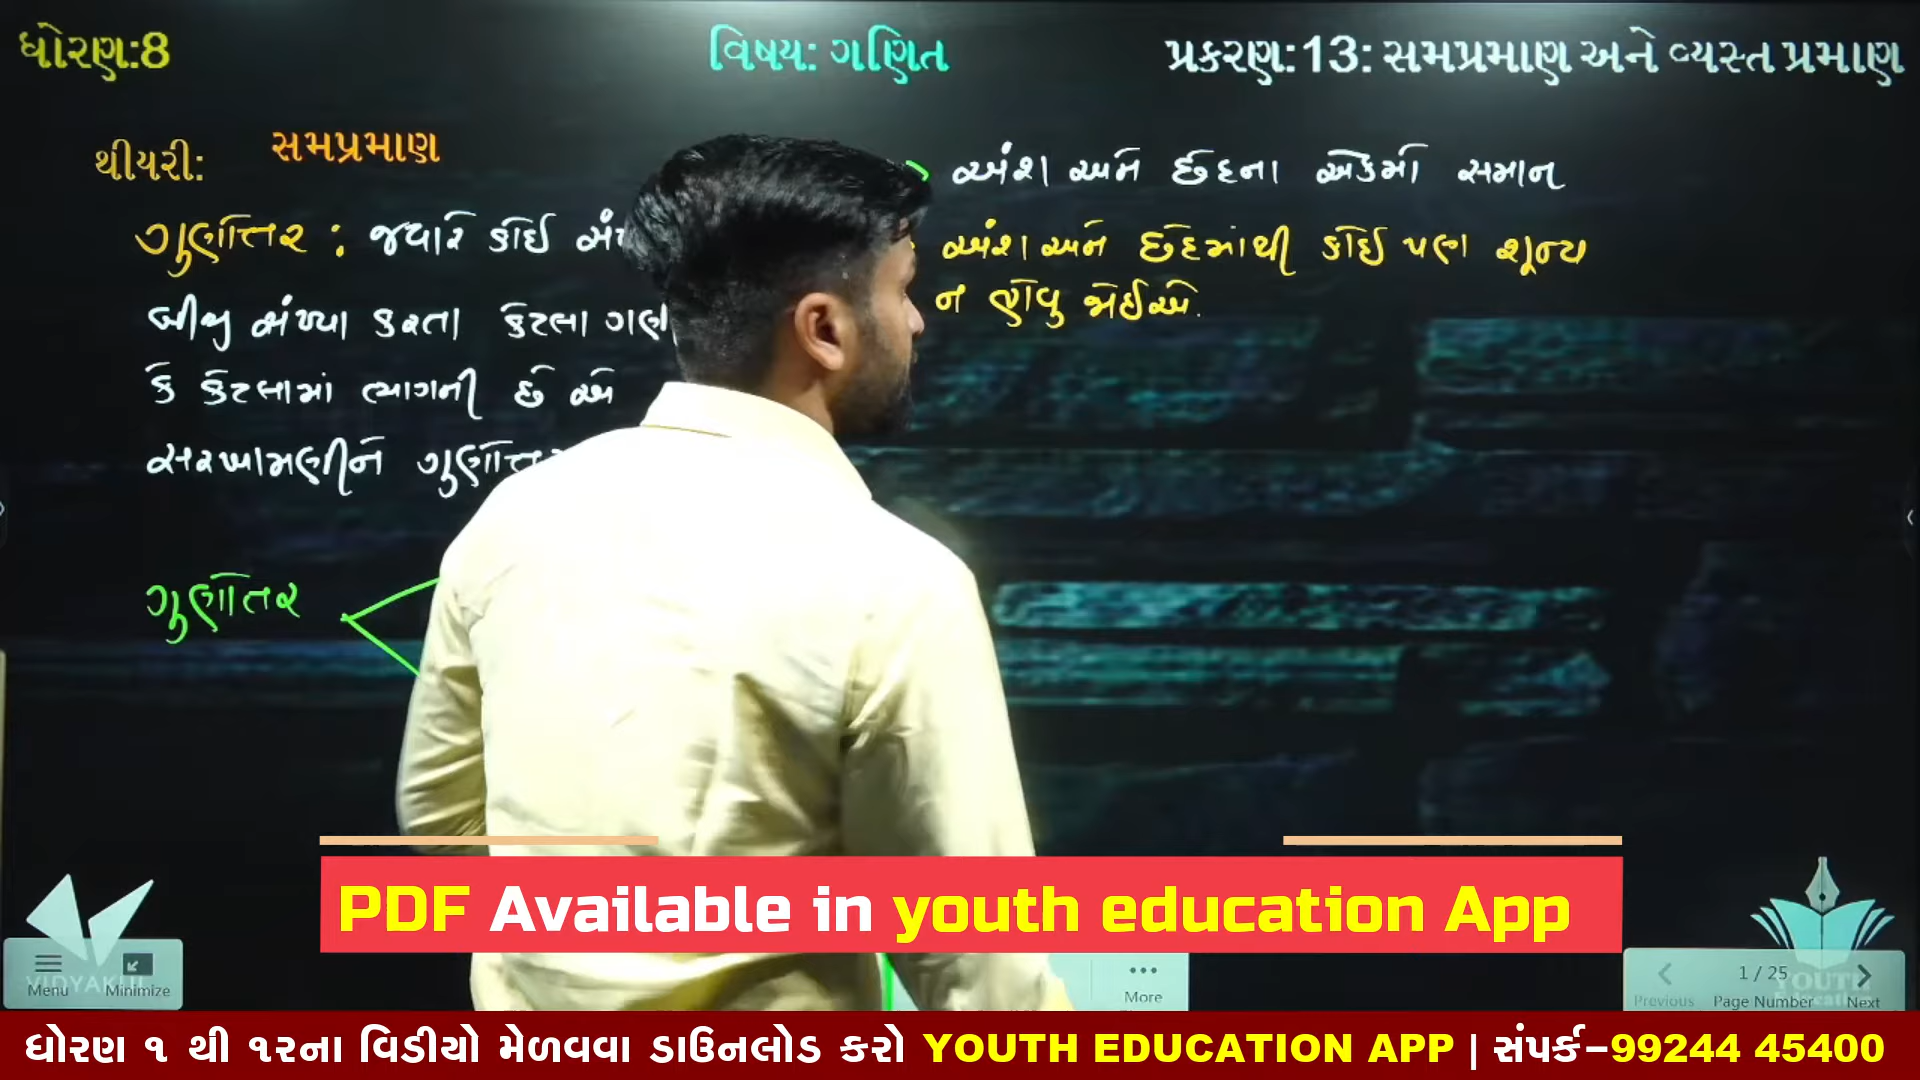 ધોરણ:8
વિષય: ગણિત
પ્રકરણ:13: સમપ્રમાણ અને વ્યસ્ત પ્રમાણ
થીયરી:
સમપ્રમાણ
ગુણોત્તર : જ્યારે કોઈ
બીજી સંખ્યા કરતા કેટલા ગણી
કે કેટલામાં ભાગની છે એ
સરખામણીને
ગુણોતર
અંશ અને છેદના એકમો સમાન
અંશ અને છેદમાંથી કોઈ પણ શૂન્ય
ન હોવુ જોઈએ.
PDF Available in youth education App
VIDYAKUL
Menu
Minimize
More
1 / 25
Previous
Page Number
Next
YOUTH
Education
ધોરણ ૧ થી ૧૨ના વિડીયો મેળવવા ડાઉનલોડ કરો YOUTH EDUCATION APP | સંપર્ક-99244 45400